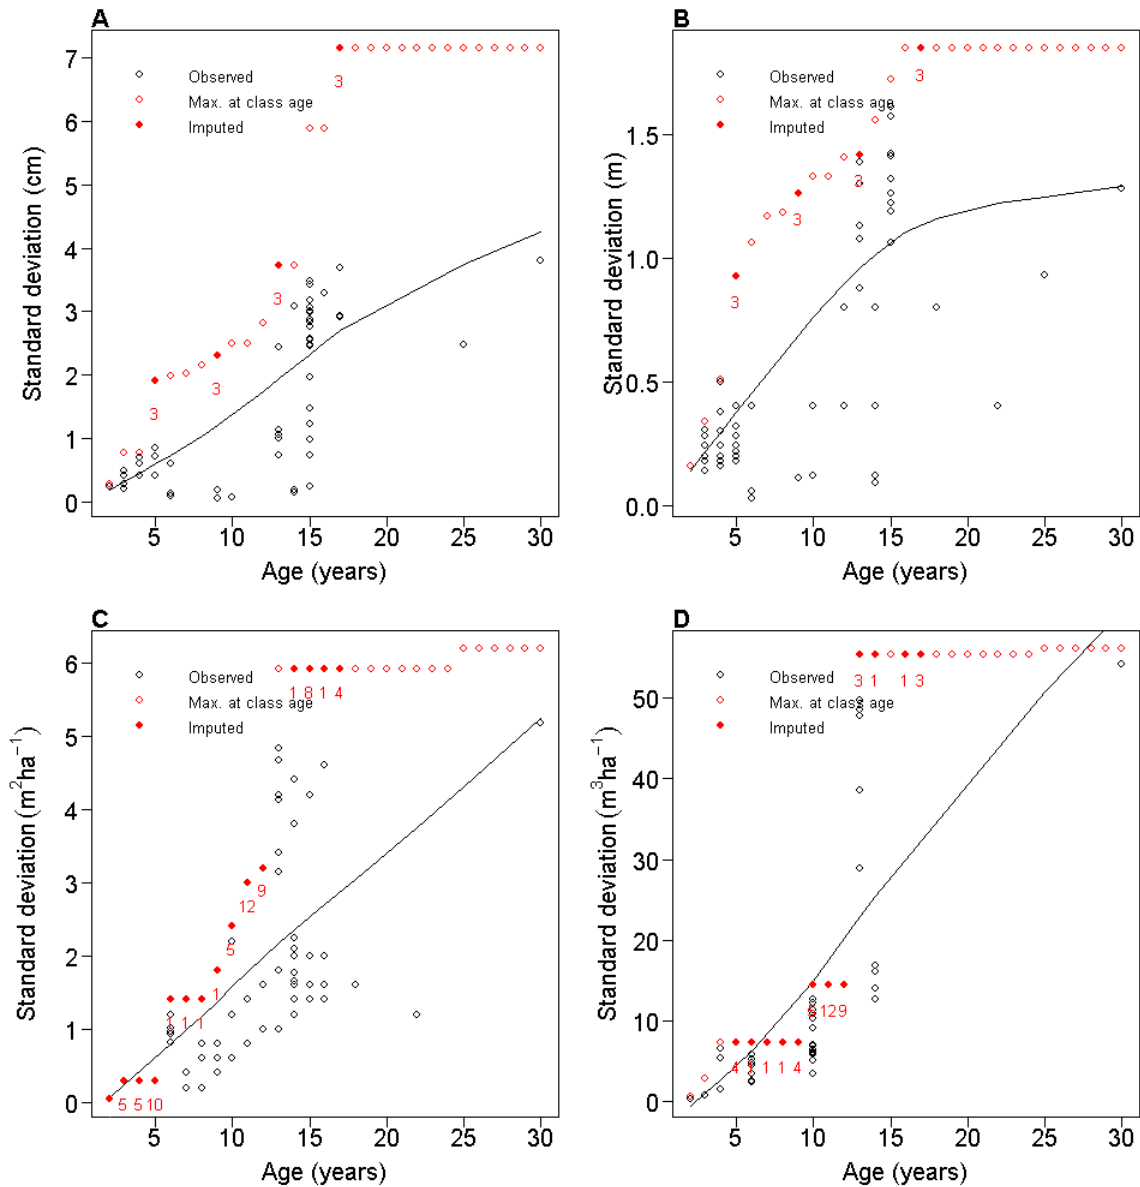 A
Standard deviation (cm)
7
6
5
4
3
2
1
0
Observed
Max. at class age
Imputed
3
3
3
3
5 10 15 20 25 30
Age (years)
B
Standard deviation (m)
1.5
1.0
0.5
0.0
Observed
Max. at class age
Imputed
3
3
3
3
5 10 15 20 25 30
Age (years)
C
Standard deviation (m²ha⁻¹)
6
5
4
3
2
1
0
Observed
Max. at class age
Imputed
1 8 1 4
9
12
5
1
1 1 1
5 5 10
5 10 15 20 25 30
Age (years)
D
Standard deviation (m³ha⁻¹)
50
40
30
20
10
0
Observed
Max. at class age
Imputed
3 1 1 3
12 9
4 1 1 4
5 10 15 20 25 30
Age (years)